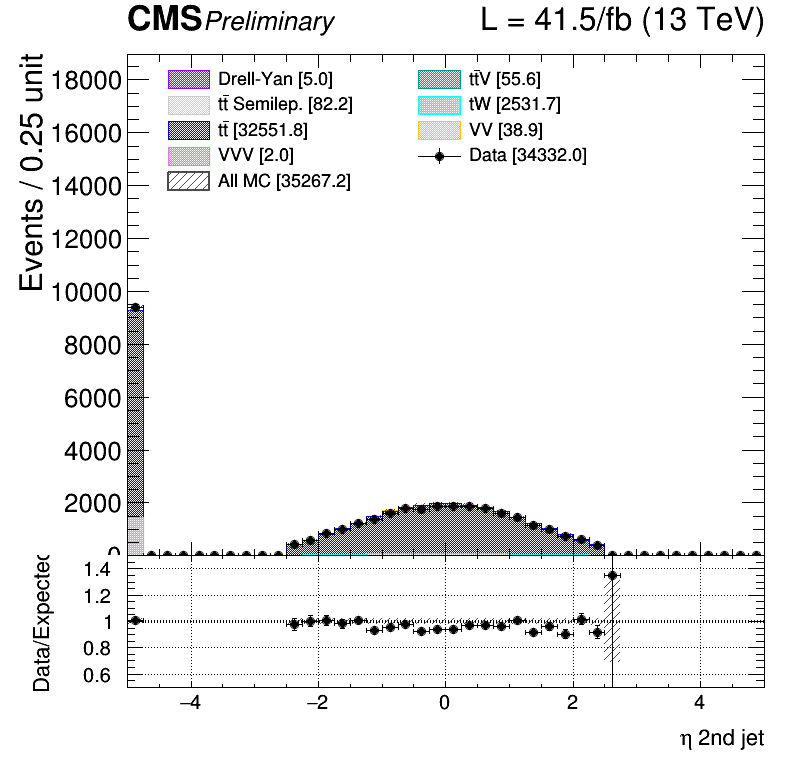 CMS Preliminary L = 41.5/fb (13 TeV)
Events / 0.25 unit
18000
16000
14000
12000
10000
8000
6000
4000
2000
0
Drell-Yan [5.0]
tt̄ Semilep. [82.2]
tt̄ [32551.8]
VVV [2.0]
All MC [35267.2]
tt̄V [55.6]
tW [2531.7]
VV [38.9]
Data [34332.0]
Data/Expected
1.4
1.2
1
0.8
0.6
−4 −2 0 2 4
η 2nd jet